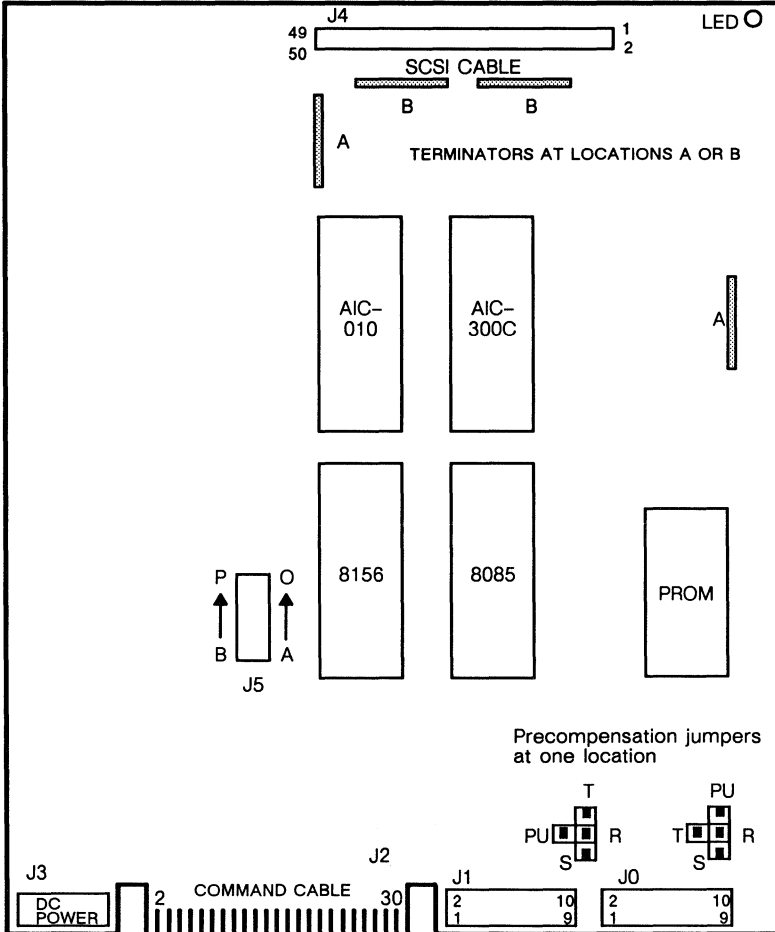 J4
LED
49
1
50
2
SCSI CABLE
B
B
A
TERMINATORS AT LOCATIONS A OR B
AIC-
010
AIC-
300C
A
8156
8085
PROM
P
O
B
A
J5
Precompensation jumpers
at one location
T
PU
PU
R
T
R
S
S
J3
J2
J1
J0
DC
POWER
2
COMMAND CABLE
30
2
10
1
9
2
10
1
9